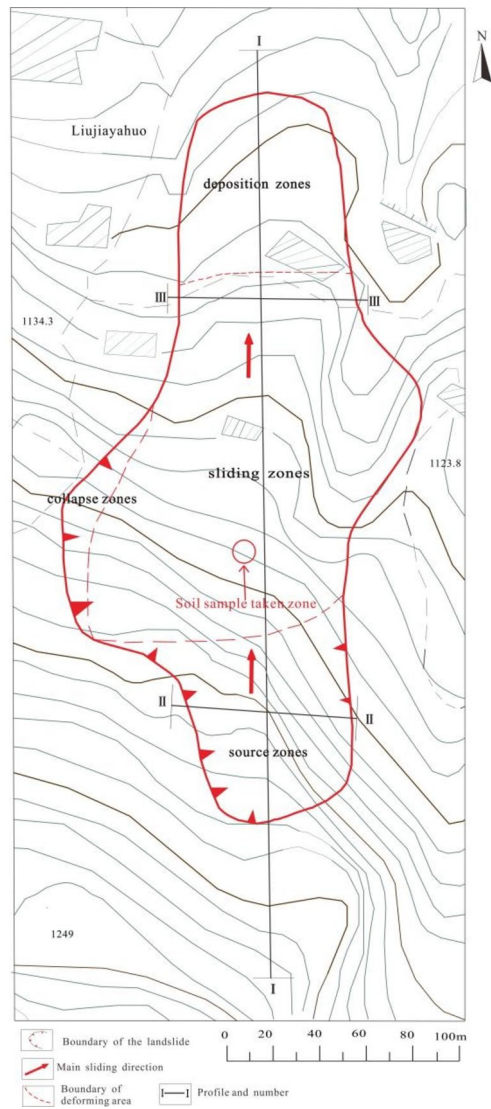 I
N
Liujiayahuo
deposition zones
III
III
1134.3
sliding zones
1123.8
collapse zones
Soil sample taken zone
II
II
source zones
1249
I
Boundary of the landslide
Main sliding direction
Boundary of
deforming area
I I Profile and number
0 20 40 60 80 100m